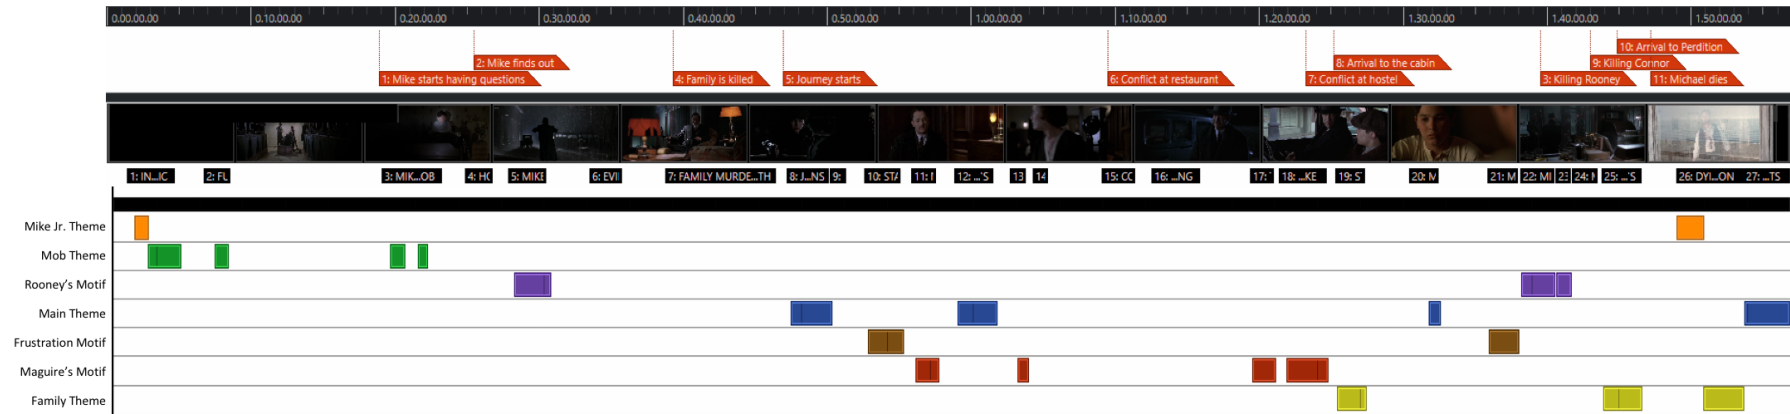 0.00.00.00 0.10.00.00 0.20.00.00 0.30.00.00 0.40.00.00 0.50.00.00 1.00.00.00 1.10.00.00 1.20.00.00 1.30.00.00 1.40.00.00 1.50.00.00
10: Arrival to Perdition
2: Mike finds out 8: Arrival to the cabin 9: Killing Connor
1: Mike starts having questions 4: Family is killed 5: Journey starts 6: Conflict at restaurant 7: Conflict at hostel 3: Killing Rooney 11: Michael dies
1: IN...IC 2: FU 3: MIK...OB 4: HO 5: MIKE 6: EVI 7: FAMILY MURDE...TH 8: J...NS 9: 10: STA 11: 12: ...'S 13 14 15: CO 16: ...NG 17: 18: ...KE 19: S' 20: M 21: M 22: MI 23 24: 25: ...'S 26: DYI...ON 27: ...TS
Mike Jr. Theme
Mob Theme
Rooney's Motif
Main Theme
Frustration Motif
Maguire's Motif
Family Theme